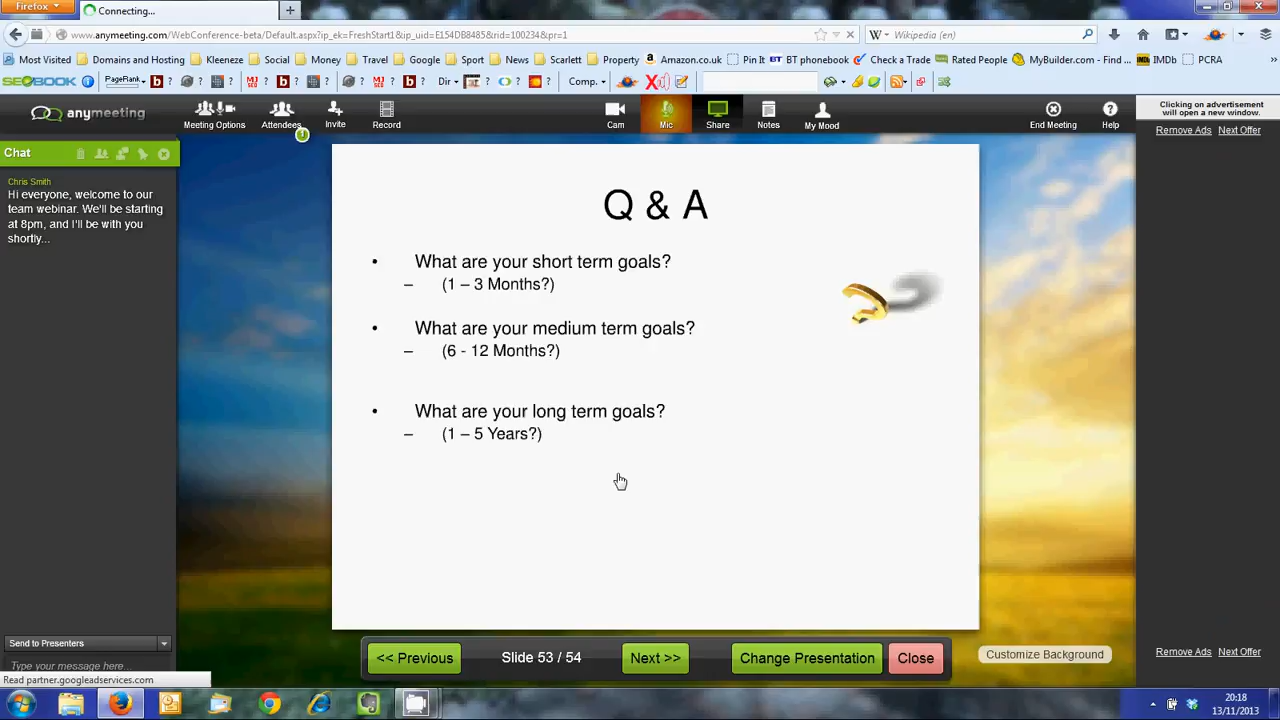 Firefox
Connecting...
www.anymeeting.com/WebConference-beta/Default.aspx?ip_ek=FreshStart1&ip_uid=E154DB8485&rid=100234&pr=1
Wikipedia (en)
Most Visited Domains and Hosting Kleeneze Social Money Travel Google Sport News Scarlett Property Amazon.co.uk Pin It BT phonebook Check a Trade Rated People MyBuilder.com - Find ... IMDb PCRA
SEOBOOK PageRank ? ? ? ? ? ? ? ? Dir ? ? ? Comp.
anymeeting
Meeting Options
Attendees
1
Invite
Record
Cam
Mic
Share
Notes
My Mood
End Meeting
Help
Clicking on advertisement
will open a new window.
Remove Ads Next Offer
Chat
Chris Smith
Hi everyone, welcome to our
team webinar. We'll be starting
at 8pm, and I'll be with you
shortly...
Q & A
• What are your short term goals?
– (1 – 3 Months?)
• What are your medium term goals?
– (6 - 12 Months?)
• What are your long term goals?
– (1 – 5 Years?)
Send to Presenters
Type your message here..
Read partner.googleadservices.com
<< Previous
Slide 53 / 54
Next >>
Change Presentation
Close
Customize Background
Remove Ads Next Offer
20:18
13/11/2013